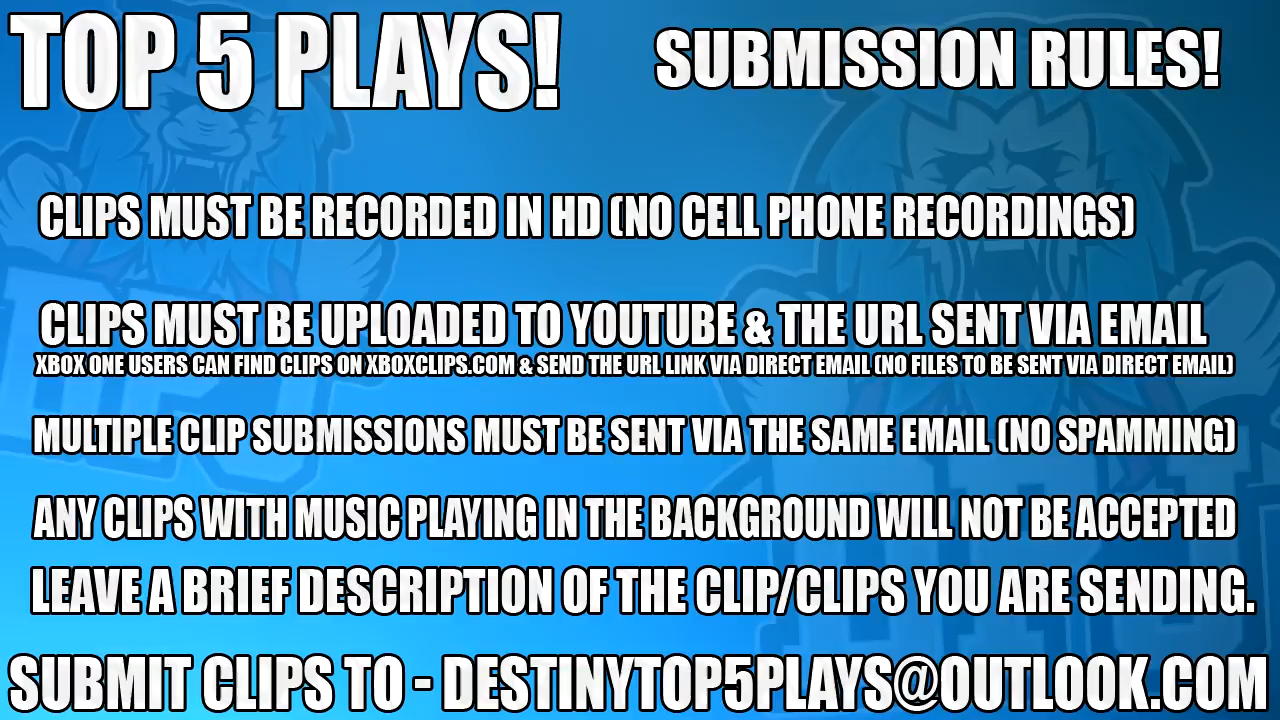 TOP 5 PLAYS!
SUBMISSION RULES!
CLIPS MUST BE RECORDED IN HD (NO CELL PHONE RECORDINGS)
CLIPS MUST BE UPLOADED TO YOUTUBE & THE URL SENT VIA EMAIL
XBOX ONE USERS CAN FIND CLIPS ON XBOXCLIPS.COM & SEND THE URL LINK VIA DIRECT EMAIL (NO FILES TO BE SENT VIA DIRECT EMAIL)
MULTIPLE CLIP SUBMISSIONS MUST BE SENT VIA THE SAME EMAIL (NO SPAMMING)
ANY CLIPS WITH MUSIC PLAYING IN THE BACKGROUND WILL NOT BE ACCEPTED
LEAVE A BRIEF DESCRIPTION OF THE CLIP/CLIPS YOU ARE SENDING.
SUBMIT CLIPS TO - DESTINYTOP5PLAYS@OUTLOOK.COM